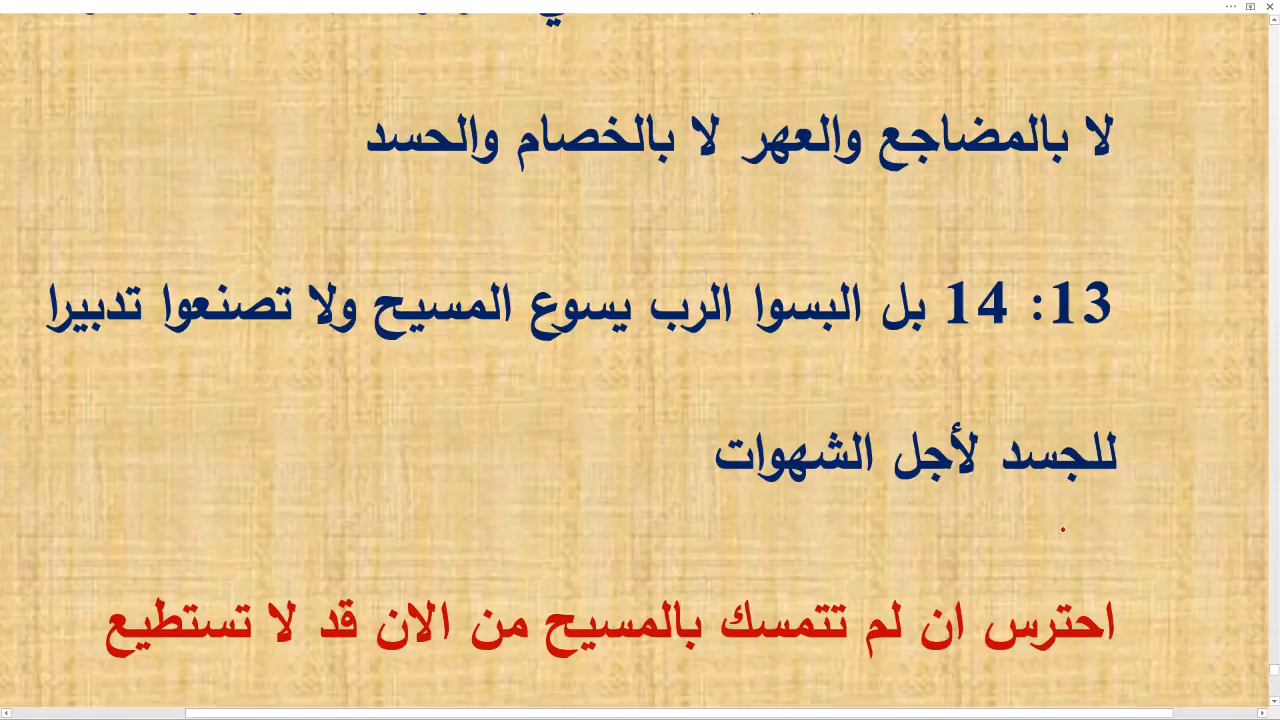 لا بالمضاجع والعهر لا بالخصام والحسد
13: 14 بل البسوا الرب يسوع المسيح ولا تصنعوا تدبيرا
للجسد لأجل الشهوات
احترس ان لم تتمسك بالمسيح من الان قد لا تستطيع